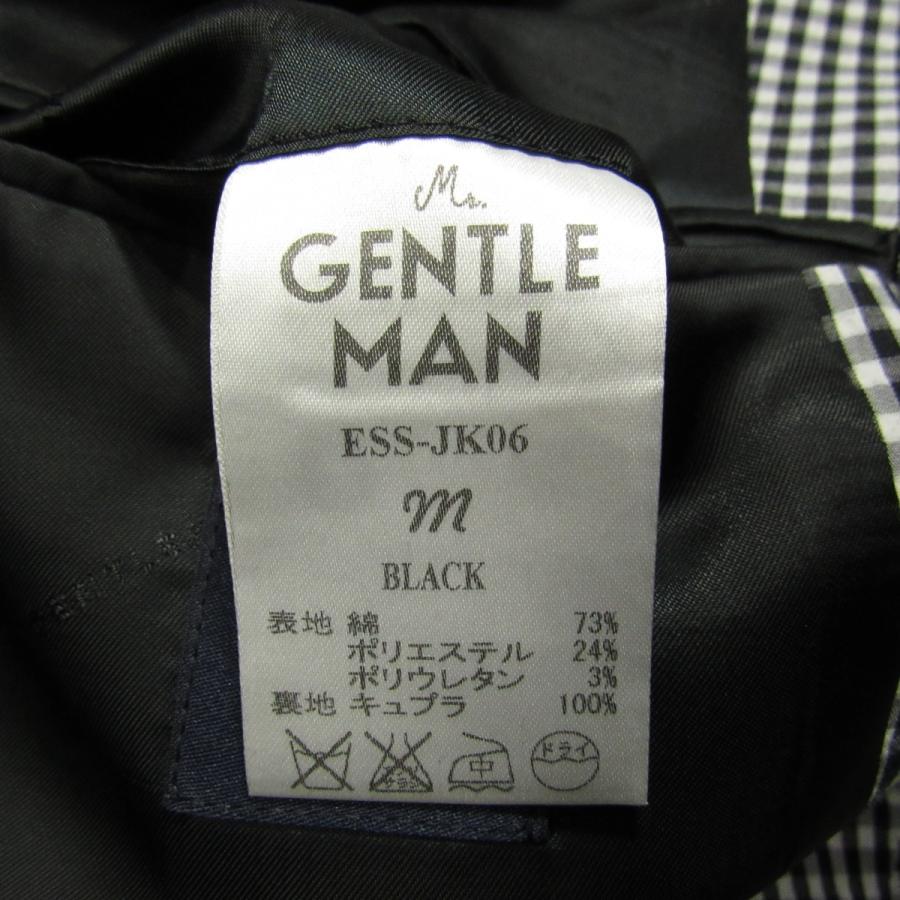 Mr.
GENTLE
MAN
ESS-JK06
M
BLACK
表地 綿 73%
ポリエステル 24%
ポリウレタン 3%
裏地 キュプラ 100%
中 ドライ